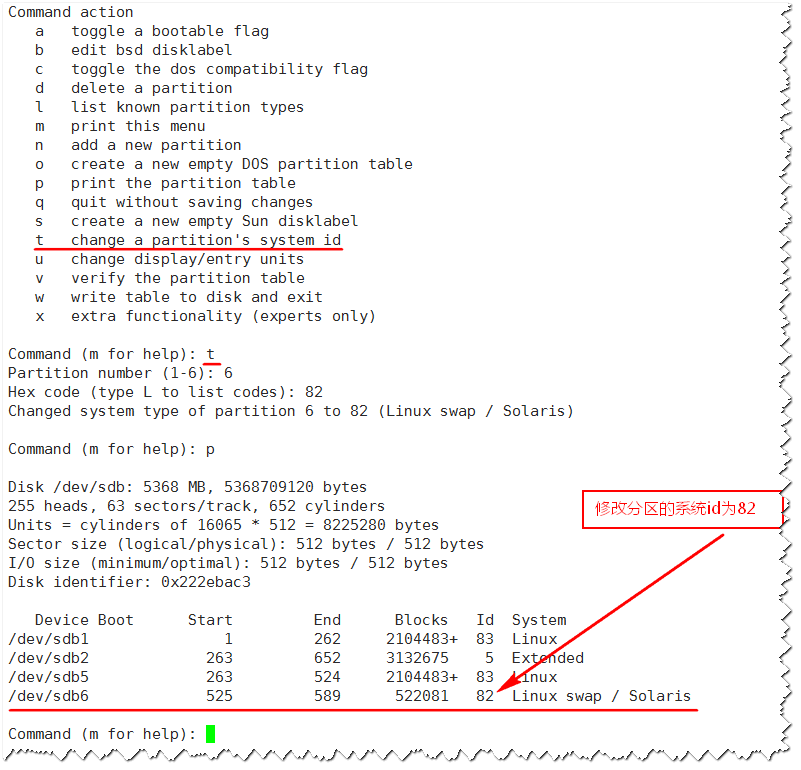 Command action
a   toggle a bootable flag
b   edit bsd disklabel
c   toggle the dos compatibility flag
d   delete a partition
l   list known partition types
m   print this menu
n   add a new partition
o   create a new empty DOS partition table
p   print the partition table
q   quit without saving changes
s   create a new empty Sun disklabel
t   change a partition's system id
u   change display/entry units
v   verify the partition table
w   write table to disk and exit
x   extra functionality (experts only)
Command (m for help): t
Partition number (1-6): 6
Hex code (type L to list codes): 82
Changed system type of partition 6 to 82 (Linux swap / Solaris)
Command (m for help): p
Disk /dev/sdb: 5368 MB, 5368709120 bytes
255 heads, 63 sectors/track, 652 cylinders
Units = cylinders of 16065 * 512 = 8225280 bytes
Sector size (logical/physical): 512 bytes / 512 bytes
I/O size (minimum/optimal): 512 bytes / 512 bytes
Disk identifier: 0x222ebac3
修改分区的系统id为82
Device Boot      Start         End      Blocks   Id  System
/dev/sdb1               1         262     2104483+  83  Linux
/dev/sdb2             263         652     3132675    5  Extended
/dev/sdb5             263         524     2104483+  83  Linux
/dev/sdb6             525         589      522081   82  Linux swap / Solaris
Command (m for help):